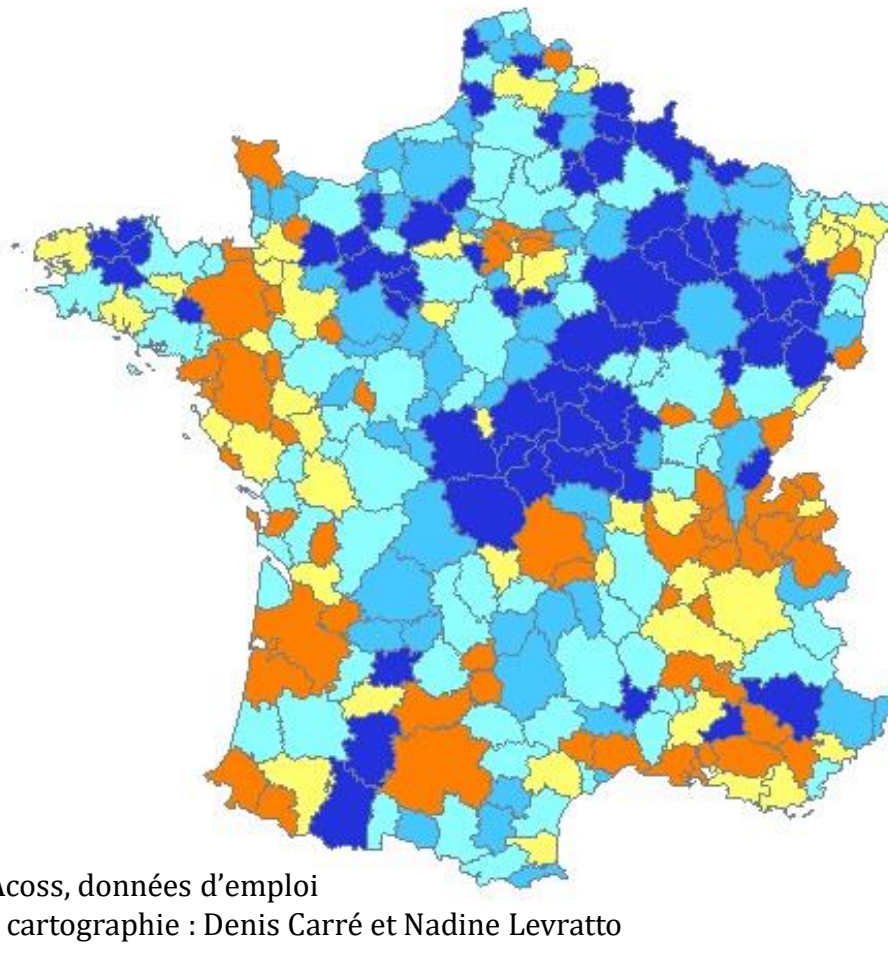 Acoss, données d’emploi
cartographie : Denis Carré et Nadine Levratto